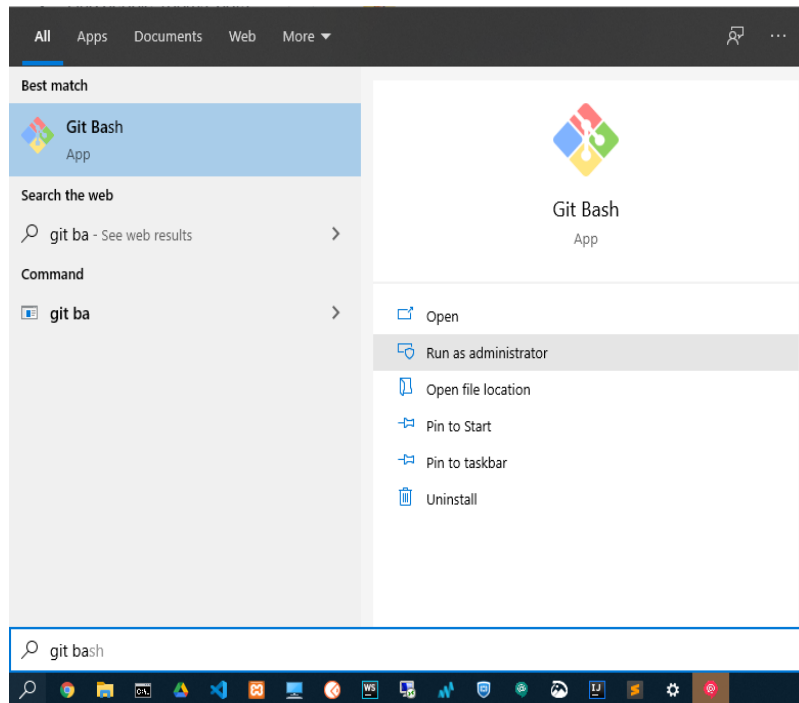 All Apps Documents Web More
Best match
Git Bash
App
Search the web
git ba - See web results
Command
git ba
Git Bash
App
Open
Run as administrator
Open file location
Pin to Start
Pin to taskbar
Uninstall
git bash
C:\_
WS
IJ